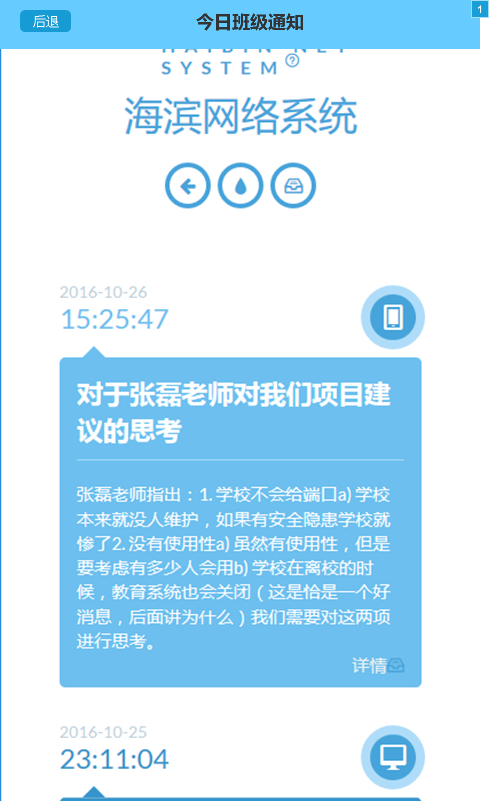 后退
今日班级通知
1
HAIBIN NET
SYSTEM
海滨网络系统
2016-10-26
15:25:47
对于张磊老师对我们项目建
议的思考
张磊老师指出：1. 学校不会给端口a) 学校
本来就没人维护，如果有安全隐患学校就
惨了2. 没有使用性a) 虽然有使用性，但是
要考虑有多少人会用b) 学校在离校的时
候，教育系统也会关闭（这是恰是一个好
消息，后面讲为什么）我们需要对这两项
进行思考。
详情
2016-10-25
23:11:04